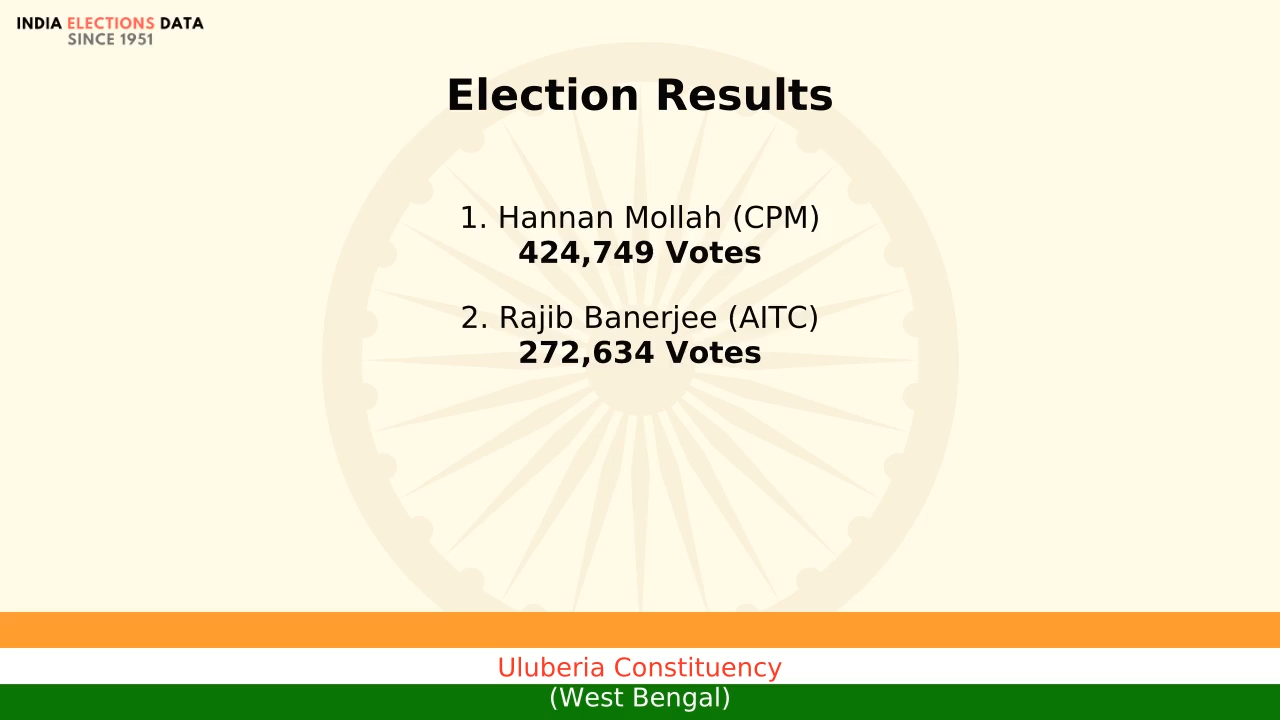 INDIA ELECTIONS DATA
SINCE 1951
Election Results
1. Hannan Mollah (CPM)
424,749 Votes
2. Rajib Banerjee (AITC)
272,634 Votes
Uluberia Constituency
(West Bengal)